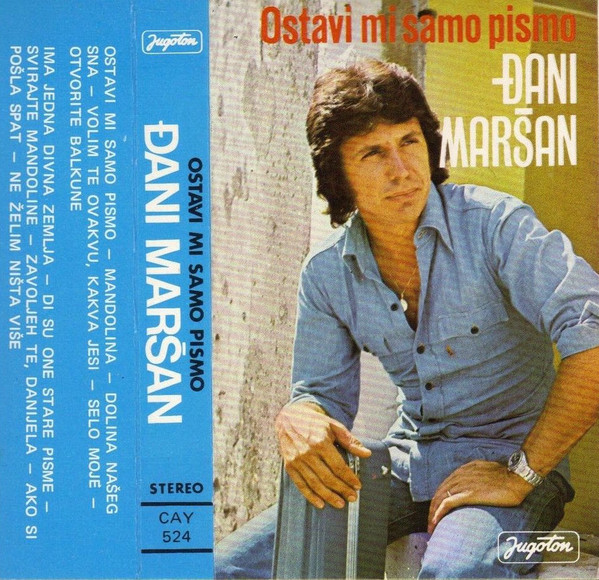 OSTAVI MI SAMO PISMO – MANDOLINA – DOLINA NAŠEG
SNA – VOLIM TE OVAKVU, KAKVA JESI – SELO MOJE –
OTVORITE BALKUNE
IMA JEDNA DIVNA ZEMLJA – DI SU ONE STARE PISME –
SVIRAJTE MANDOLINE – ZAVOLJEH TE, DANIJELA – AKO SI
POŠLA SPAT – NE ŽELIM NIŠTA VIŠE
Jugoton
OSTAVI MI SAMO PISMO
ĐANI MARŠAN
STEREO
CAY
524
Ostavi mi samo pismo
ĐANI
MARŠAN
Jugoton